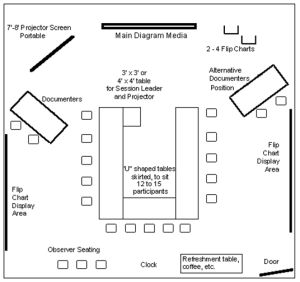 7'-8' Projector Screen
Portable
Main Diagram Media
2 - 4 Flip Charts
3' x 3' or
4' x 4' table
for Session Leader
and Projector
Alternative
Documenters
Position
Documenters
"U" shaped tables
skirted, to sit
12 to 15
participants
Flip
Chart
Display
Area
Flip
Chart
Display
Area
Observer Seating
Clock
Refreshment table,
coffee, etc.
Door